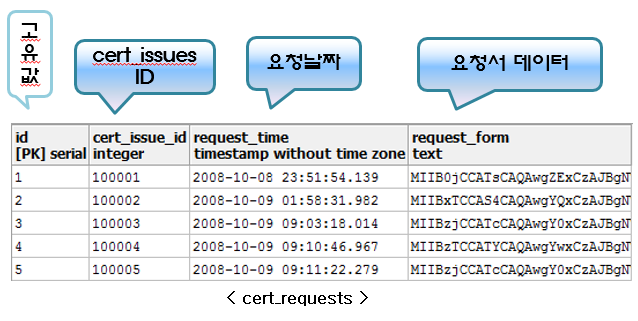 고유값
cert_issues
ID
요청날짜
요청서 데이터
id
[PK] serial
cert_issue_id
integer
request_time
timestamp without time zone
request_form
text
1 100001 2008-10-08 23:51:54.139 MIIB0jCCATsCAQAwgZExCzAJBgN
2 100002 2008-10-09 01:58:31.982 MIIBxTCCAS4CAQAwgYQxCzAJBgN
3 100003 2008-10-09 09:03:18.014 MIIBzjCCATcCAQAwgY0xCzAJBgN
4 100004 2008-10-09 09:10:46.967 MIIBzTCCATYCAQAwgYwxCzAJBgN
5 100005 2008-10-09 09:11:22.279 MIIBzjCCATcCAQAwgY0xCzAJBgN
< cert_requests >